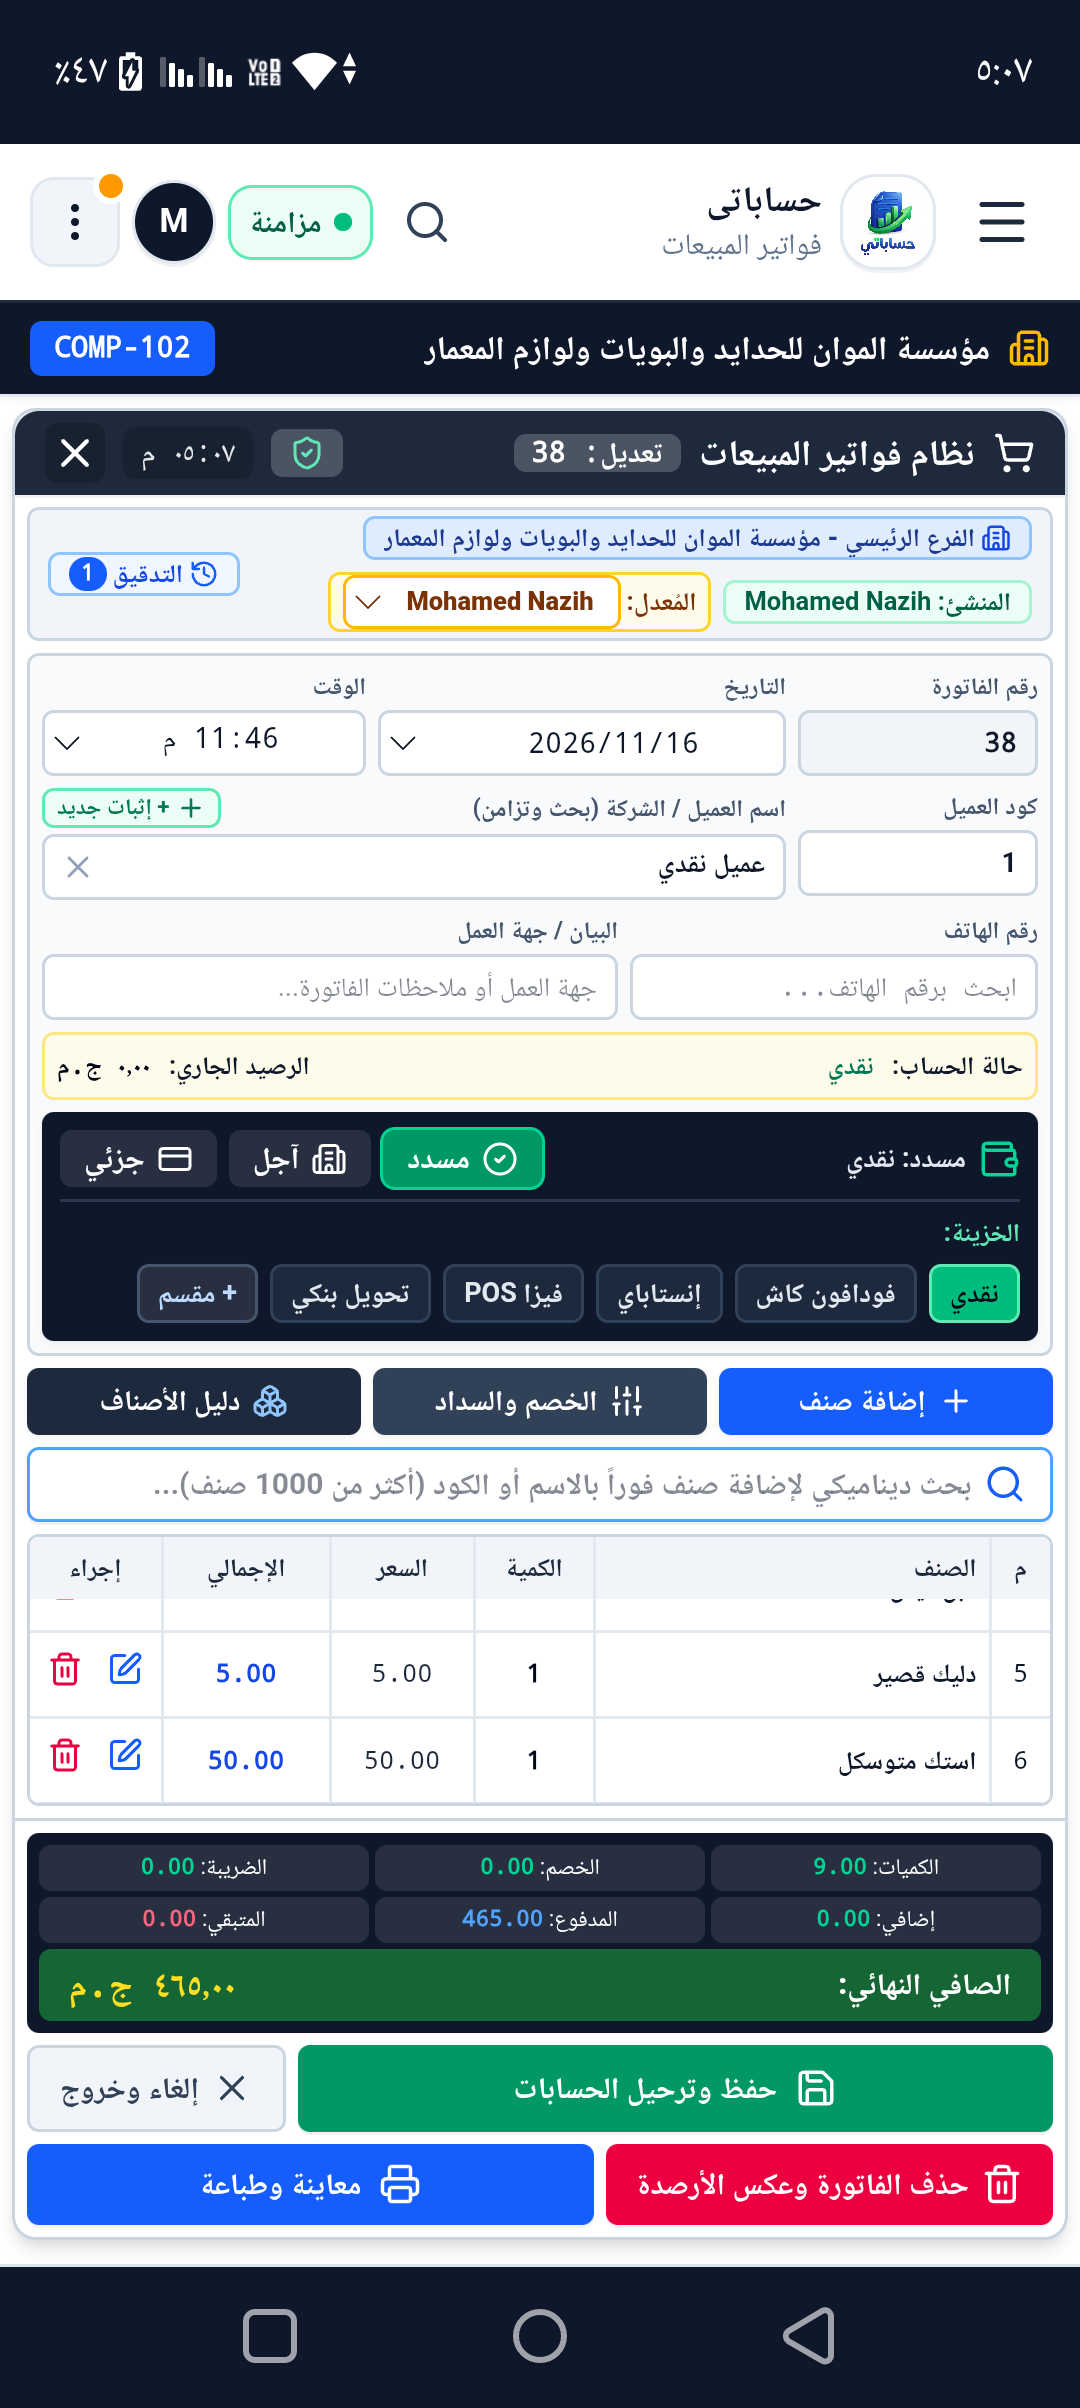 ٥:٠٧
٪٤٧
VoD LTE2
حساباتى
فواتير المبيعات
حساباتي
مزامنة
M
مؤسسة الموان للحدايد والبويات ولوازم المعمار
COMP-102
نظام فواتير المبيعات
تعديل: 38
٠٥:٠٧ م
الفرع الرئيسي - مؤسسة الموان للحدايد والبويات ولوازم المعمار
التدقيق 1
المنشئ: Mohamed Nazih
المُعدل: Mohamed Nazih
رقم الفاتورة
التاريخ
الوقت
38
2026/11/16
11:46 م
كود العميل
اسم العميل / الشركة (بحث وتزامن)
+ إثبات جديد
1
عميل نقدي
رقم الهاتف
البيان / جهة العمل
ابحث برقم الهاتف...
جهة العمل أو ملاحظات الفاتورة...
حالة الحساب: نقدي
الرصيد الجاري: ٠,٠٠ ج.م
مسدد: نقدي
مسدد
آجل
جزئي
الخزينة:
نقدي
فودافون كاش
إنستاباي
فيزا POS
تحويل بنكي
+ مقسم
إضافة صنف
الخصم والسداد
دليل الأصناف
بحث ديناميكي لإضافة صنف فوراً بالاسم أو الكود (أكثر من 1000 صنف)...
م الصنف الكمية السعر الإجمالي إجراء
5 دليك قصير 1 5.00 5.00
6 استك متوسكل 1 50.00 50.00
الكميات: 9.00
الخصم: 0.00
الضريبة: 0.00
إضافي: 0.00
المدفوع: 465.00
المتبقي: 0.00
الصافي النهائي: ٤٦٥,٠٠ ج.م
حفظ وترحيل الحسابات
إلغاء وخروج
حذف الفاتورة وعكس الأرصدة
معاينة وطباعة